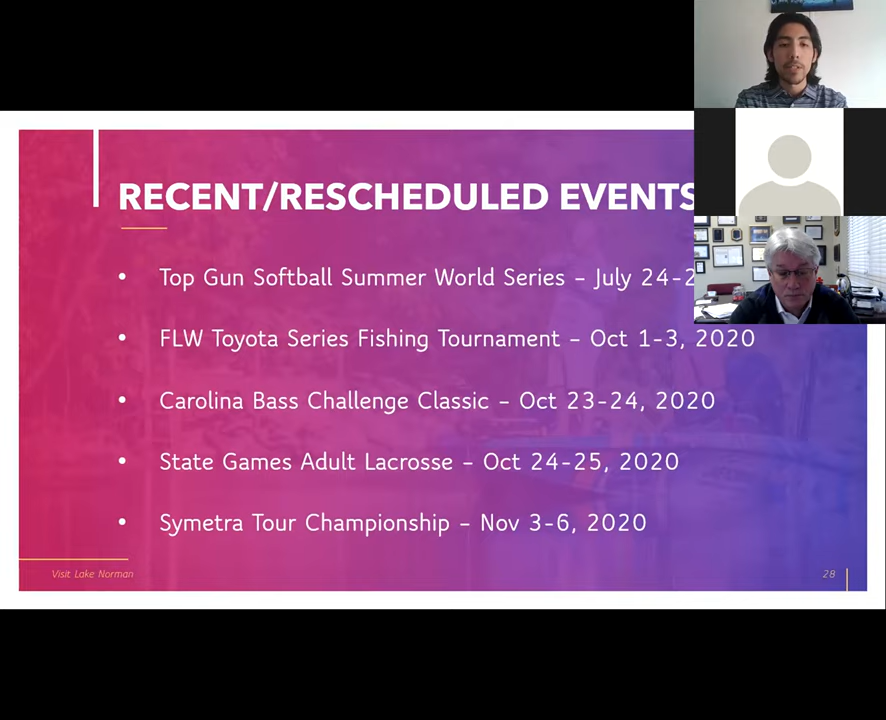 RECENT/RESCHEDULED EVENTS
• Top Gun Softball Summer World Series – July 24-2
• FLW Toyota Series Fishing Tournament – Oct 1-3, 2020
• Carolina Bass Challenge Classic – Oct 23-24, 2020
• State Games Adult Lacrosse – Oct 24-25, 2020
• Symetra Tour Championship – Nov 3-6, 2020
Visit Lake Norman
28